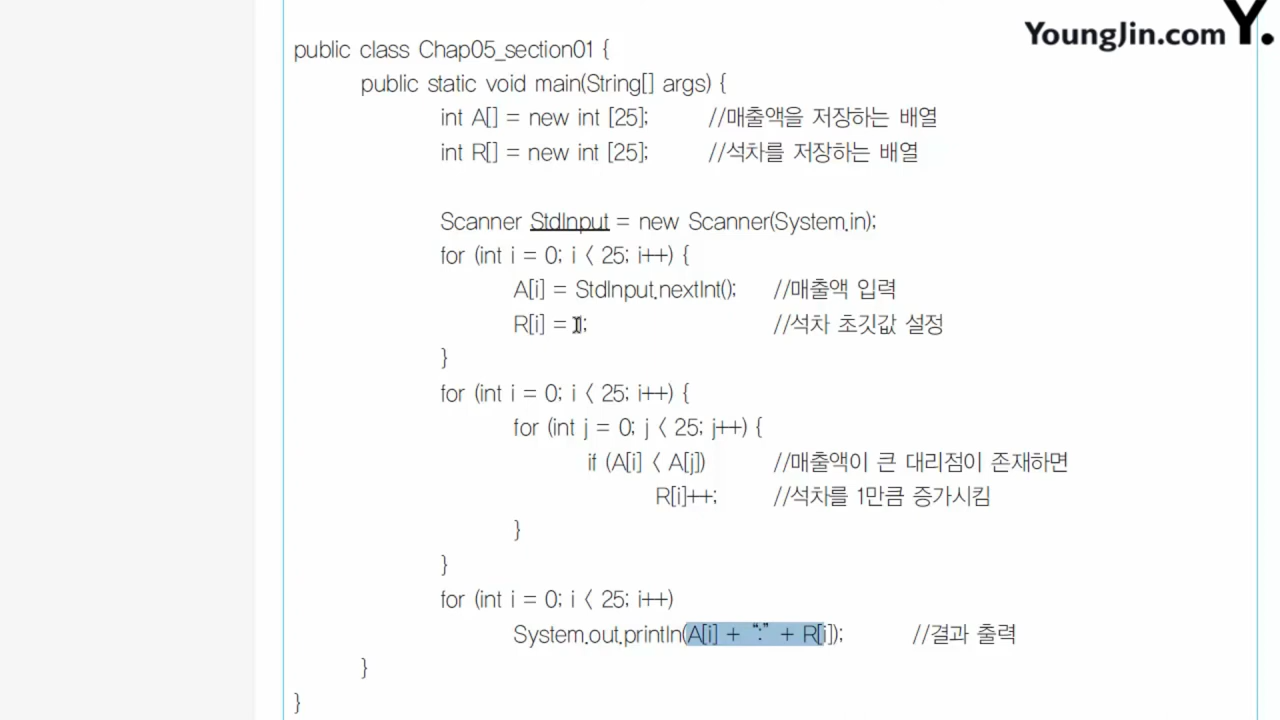 YoungJin.com Y.
public class Chap05_section01 {
public static void main(String[] args) {
int A[] = new int [25]; //매출액을 저장하는 배열
int R[] = new int [25]; //석차를 저장하는 배열
Scanner StdInput = new Scanner(System.in);
for (int i = 0; i < 25; i++) {
A[i] = StdInput.nextInt(); //매출액 입력
R[i] = ; //석차 초깃값 설정
}
for (int i = 0; i < 25; i++) {
for (int j = 0; j < 25; j++) {
if (A[i] < A[j]) //매출액이 큰 대리점이 존재하면
R[i]++; //석차를 1만큼 증가시킴
}
}
for (int i = 0; i < 25; i++)
System.out.println(A[i] + “:” + R[i]); //결과 출력
}
}